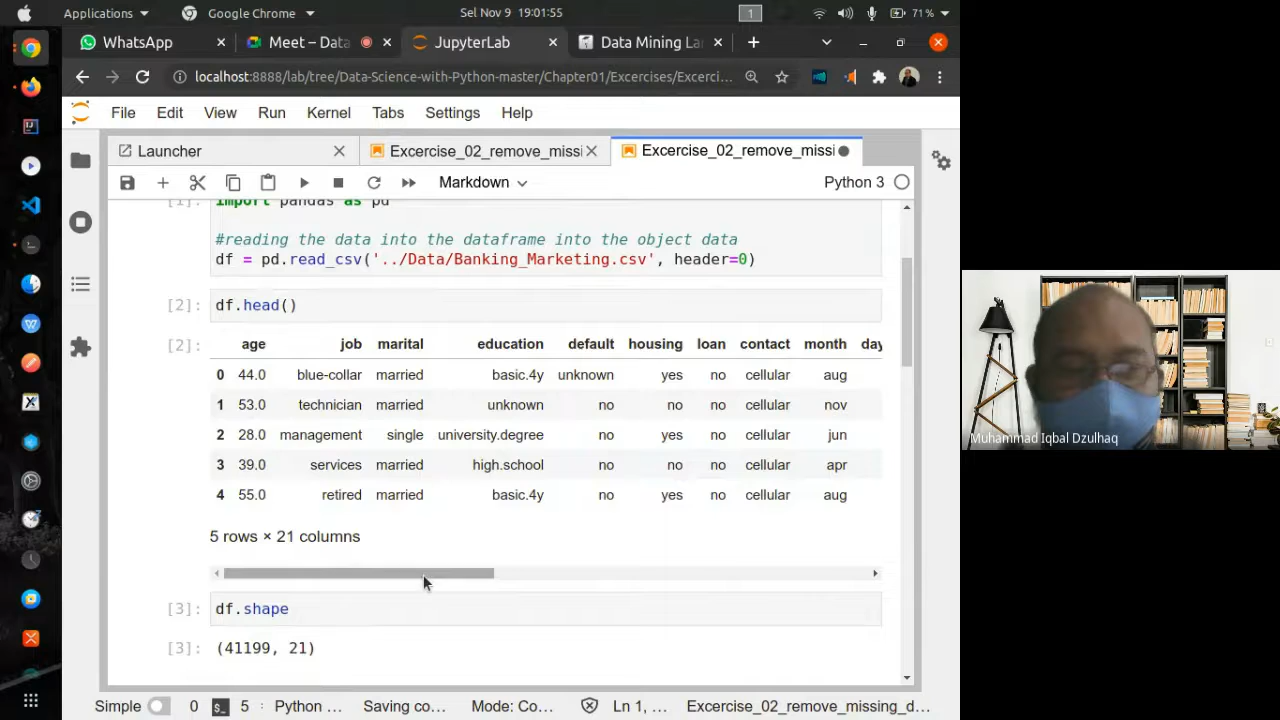 Applications
Google Chrome
Sel Nov 9 19:01:55
1
71%
WhatsApp
Meet – Data
JupyterLab
Data Mining La
localhost:8888/lab/tree/Data-Science-with-Python-master/Chapter01/Excercises/Excerci...
File Edit View Run Kernel Tabs Settings Help
Launcher
Excercise_02_remove_missi
Excercise_02_remove_missi
Markdown
Python 3
[1]: import pandas as pd
#reading the data into the dataframe into the object data
df = pd.read_csv('../Data/Banking_Marketing.csv', header=0)
[2]: df.head()
[2]: age job marital education default housing loan contact month day
0 44.0 blue-collar married basic.4y unknown yes no cellular aug
1 53.0 technician married unknown no no no cellular nov
2 28.0 management single university.degree no yes no cellular jun
3 39.0 services married high.school no no no cellular apr
4 55.0 retired married basic.4y no yes no cellular aug
5 rows × 21 columns
[3]: df.shape
[3]: (41199, 21)
Simple 0 5 Python ... Saving co... Mode: Co... Ln 1, ... Excercise_02_remove_missing_d...
Muhammad Iqbal Dzulhaq